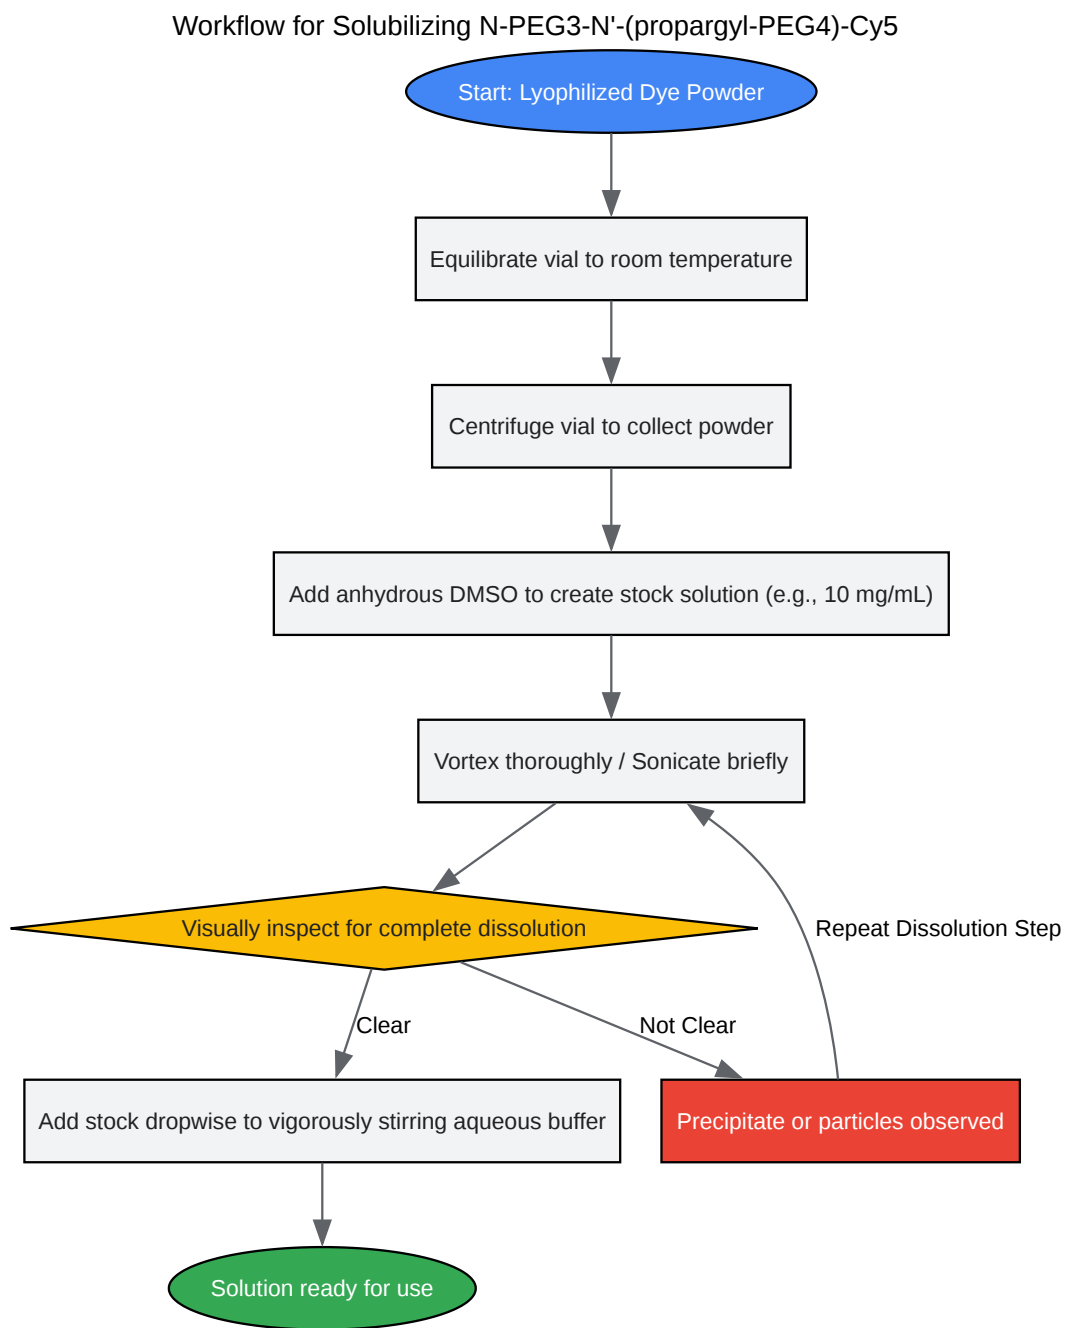 Workflow for Solubilizing N-PEG3-N'-(propargyl-PEG4)-Cy5
Start: Lyophilized Dye Powder
Equilibrate vial to room temperature
Centrifuge vial to collect powder
Add anhydrous DMSO to create stock solution (e.g., 10 mg/mL)
Vortex thoroughly / Sonicate briefly
Visually inspect for complete dissolution
Repeat Dissolution Step
Clear
Not Clear
Add stock dropwise to vigorously stirring aqueous buffer
Precipitate or particles observed
Solution ready for use